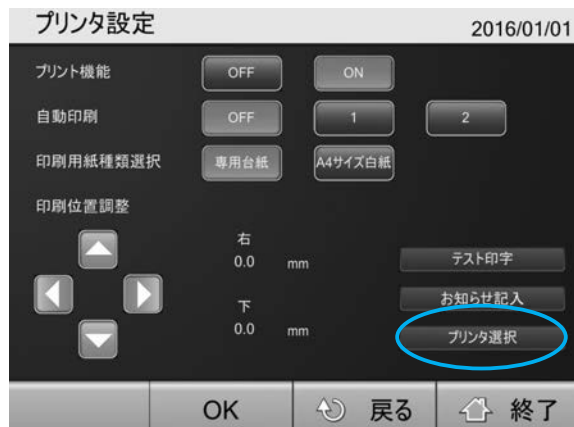 プリンタ設定 2016/01/01
プリント機能 OFF ON
自動印刷 OFF 1 2
印刷用紙種類選択 専用台紙 A4サイズ白紙
印刷位置調整
右
0.0 mm
テスト印字
お知らせ記入
下
0.0 mm
プリンタ選択
OK 戻る 終了